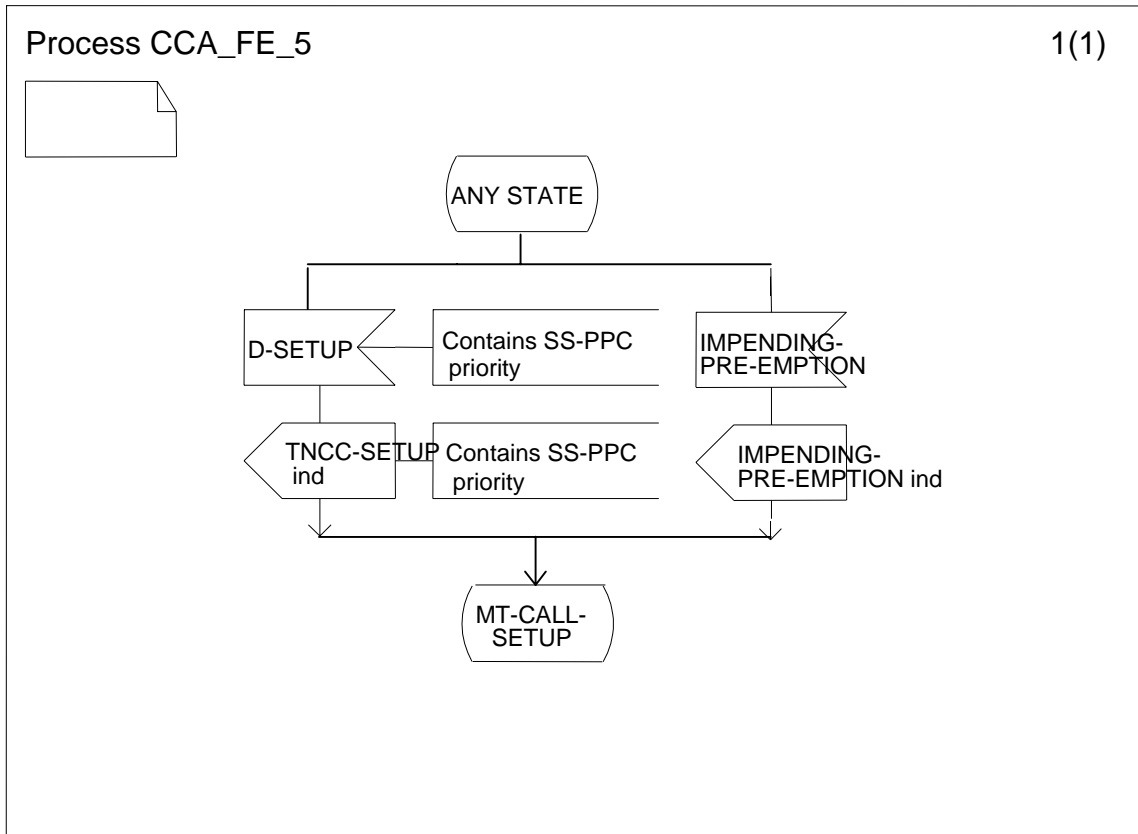 Process CCA_FE_5
1(1)
ANY STATE
D-SETUP
Contains SS-PPC
priority
IMPENDING-
PRE-EMPTION
TNCC-SETUP
ind
Contains SS-PPC
priority
IMPENDING-
PRE-EMPTION ind
MT-CALL-
SETUP